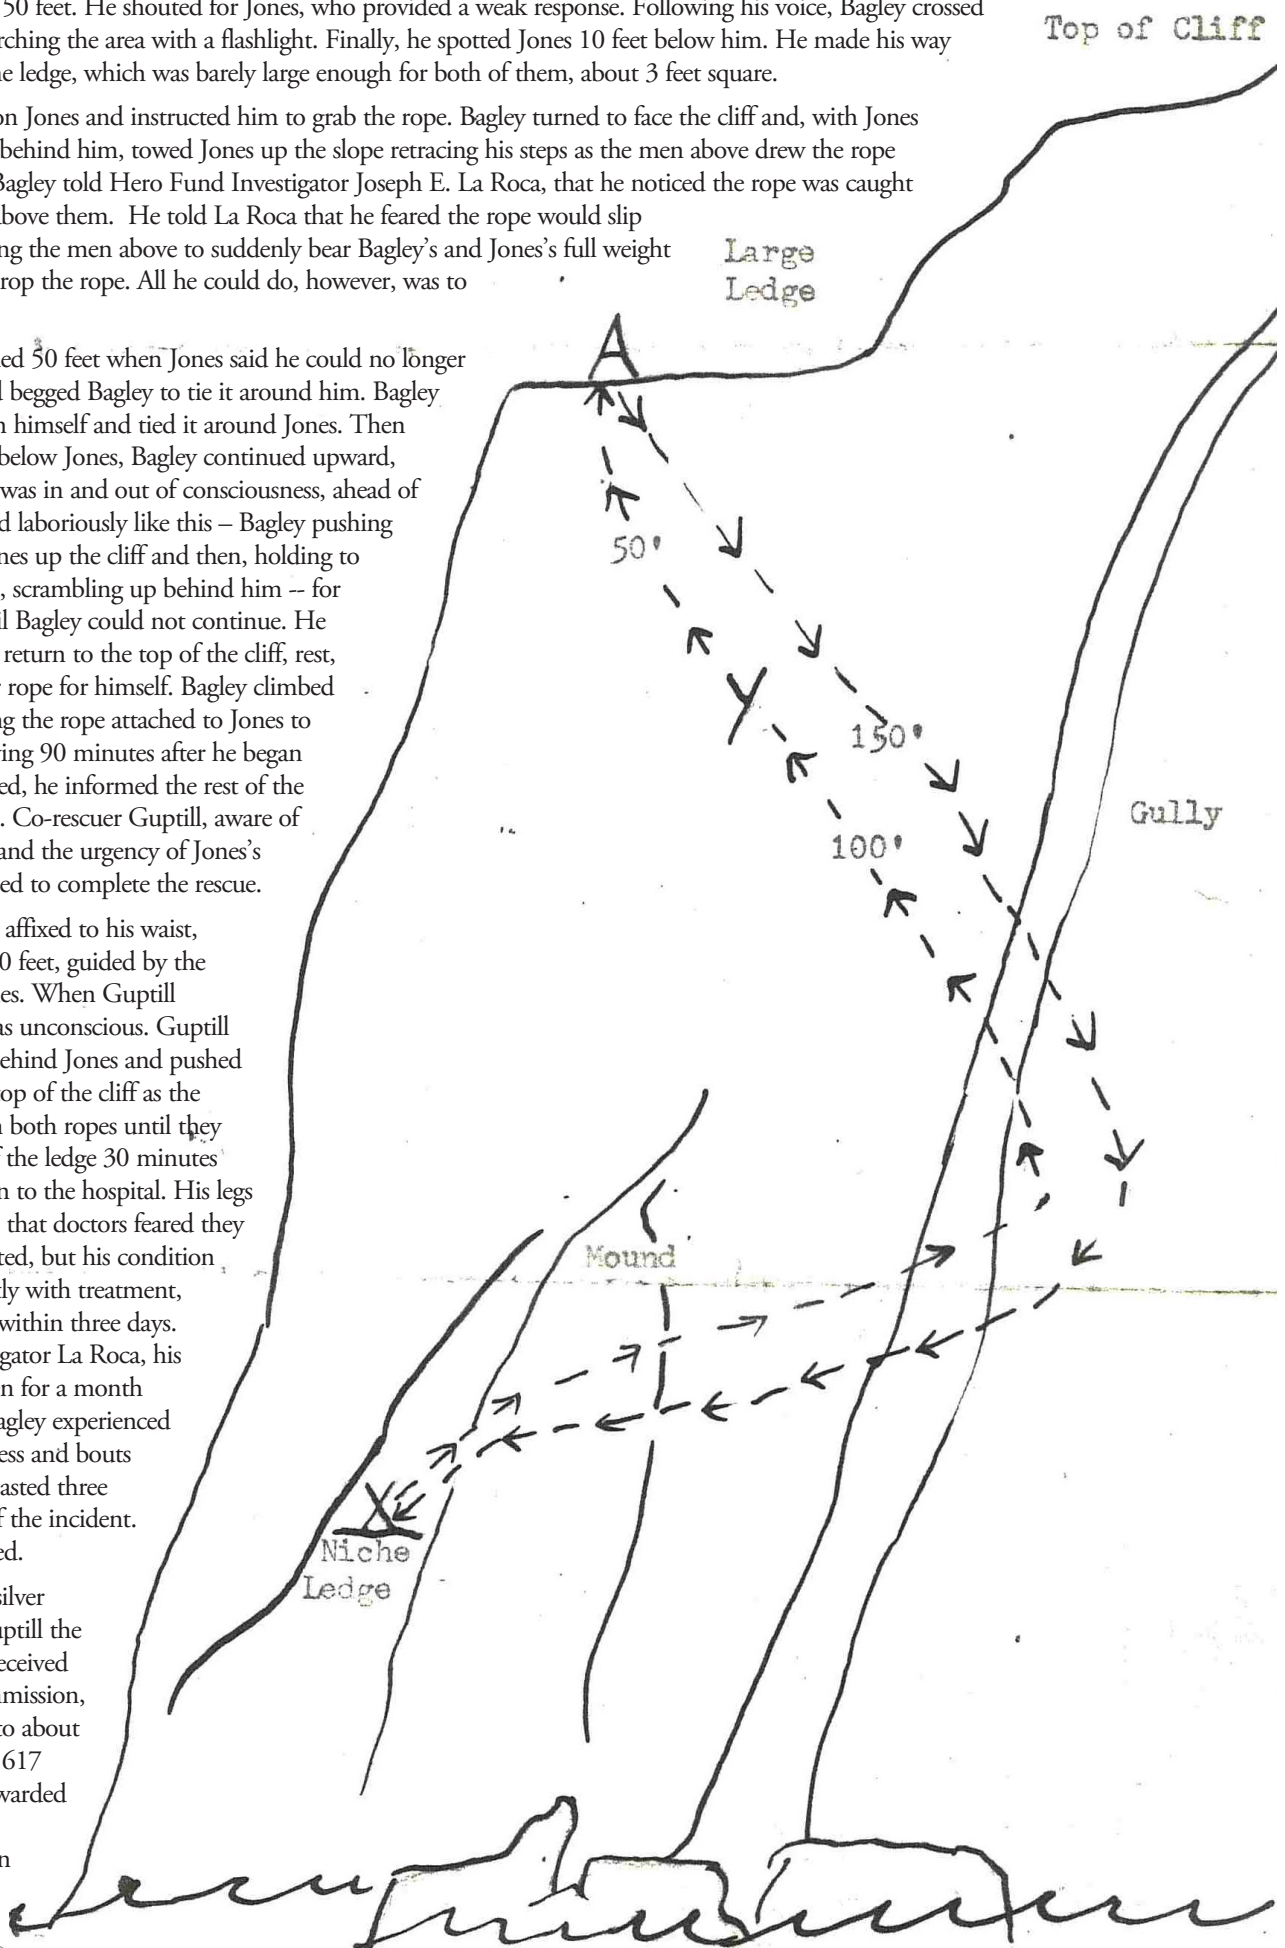 50 feet. He shouted for Jones, who provided a weak response. Following his voice, Bagley crossed
rching the area with a flashlight. Finally, he spotted Jones 10 feet below him. He made his way
e ledge, which was barely large enough for both of them, about 3 feet square.
on Jones and instructed him to grab the rope. Bagley turned to face the cliff and, with Jones
behind him, towed Jones up the slope retracing his steps as the men above drew the rope
Bagley told Hero Fund Investigator Joseph E. La Roca, that he noticed the rope was caught
above them. He told La Roca that he feared the rope would slip
ng the men above to suddenly bear Bagley's and Jones's full weight
rop the rope. All he could do, however, was to
ed 50 feet when Jones said he could no longer
d begged Bagley to tie it around him. Bagley
n himself and tied it around Jones. Then
below Jones, Bagley continued upward,
was in and out of consciousness, ahead of
d laboriously like this – Bagley pushing
nes up the cliff and then, holding to
, scrambling up behind him -- for
il Bagley could not continue. He
return to the top of the cliff, rest,
r rope for himself. Bagley climbed
ng the rope attached to Jones to
ving 90 minutes after he began
ed, he informed the rest of the
. Co-rescuer Guptill, aware of
and the urgency of Jones's
ed to complete the rescue.
affixed to his waist,
0 feet, guided by the
es. When Guptill
as unconscious. Guptill
ehind Jones and pushed
op of the cliff as the
n both ropes until they
f the ledge 30 minutes
n to the hospital. His legs
that doctors feared they
ted, but his condition
tly with treatment,
within three days.
gator La Roca, his
n for a month
agley experienced
ess and bouts
asted three
f the incident.
ed.
silver
uptill the
eceived
mmission,
to about
617
warded
n
Top of Cliff
Large
Ledge
A
50'
Y
150'
100'
Gully
Mound
X
Niche
Ledge